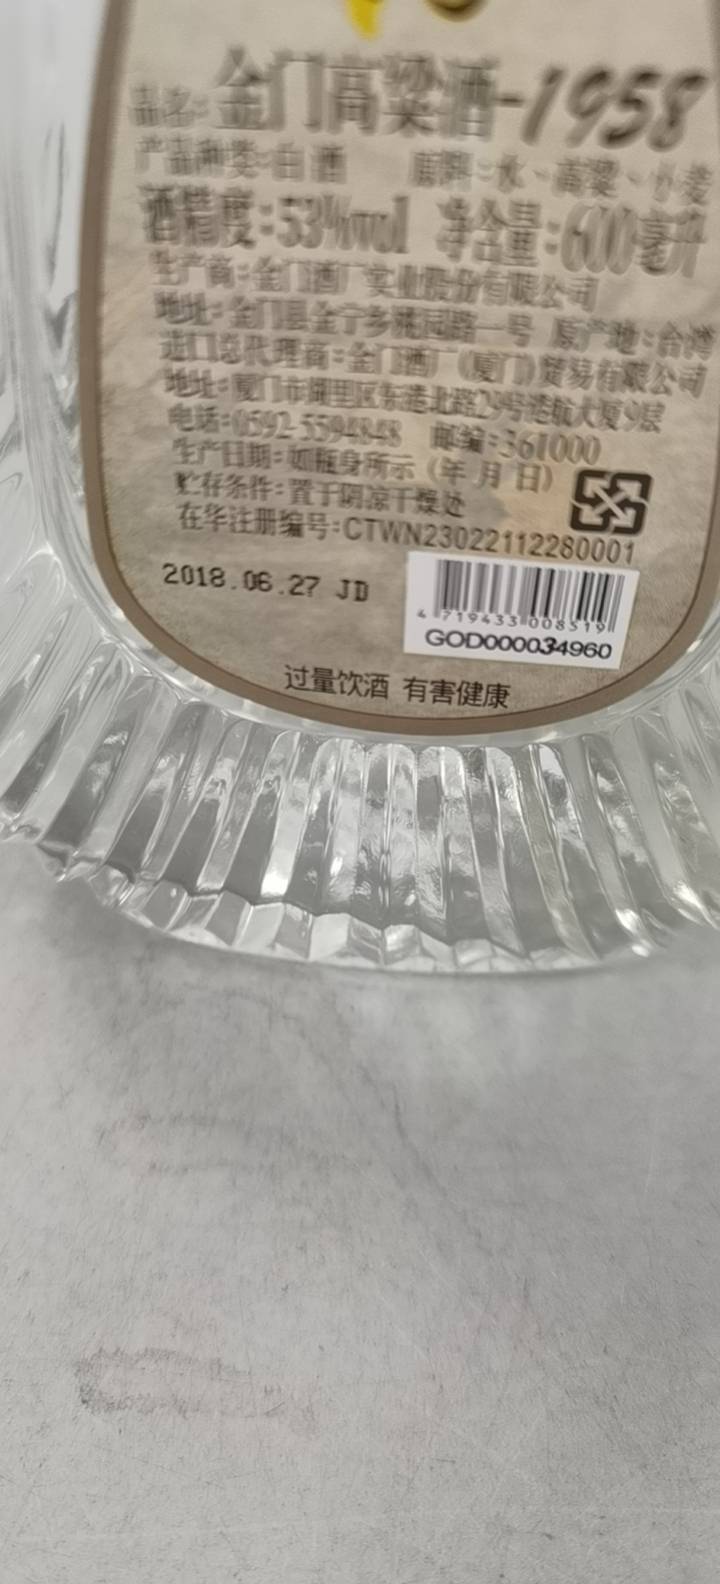 品名:金门高粱酒-1958
产品种类:白酒 原料:水、高粱、小麦
酒精度:53%vol 净含量:600毫升
生产商:金门酒厂实业股份有限公司
地址:金门县金宁乡桃园路一号 原产地:台湾
进口总代理商:金门酒厂(厦门)贸易有限公司
地址:厦门市湖里区东港北路29号港航大厦9层
电话:0592-5594848 邮编:361000
生产日期:如瓶身所示(年 月 日)
贮存条件:置于阴凉干燥处
在华注册编号:CTWN23022112280001
2018.06.27 JD
4 719433 008519
GOD000034960
过量饮酒 有害健康